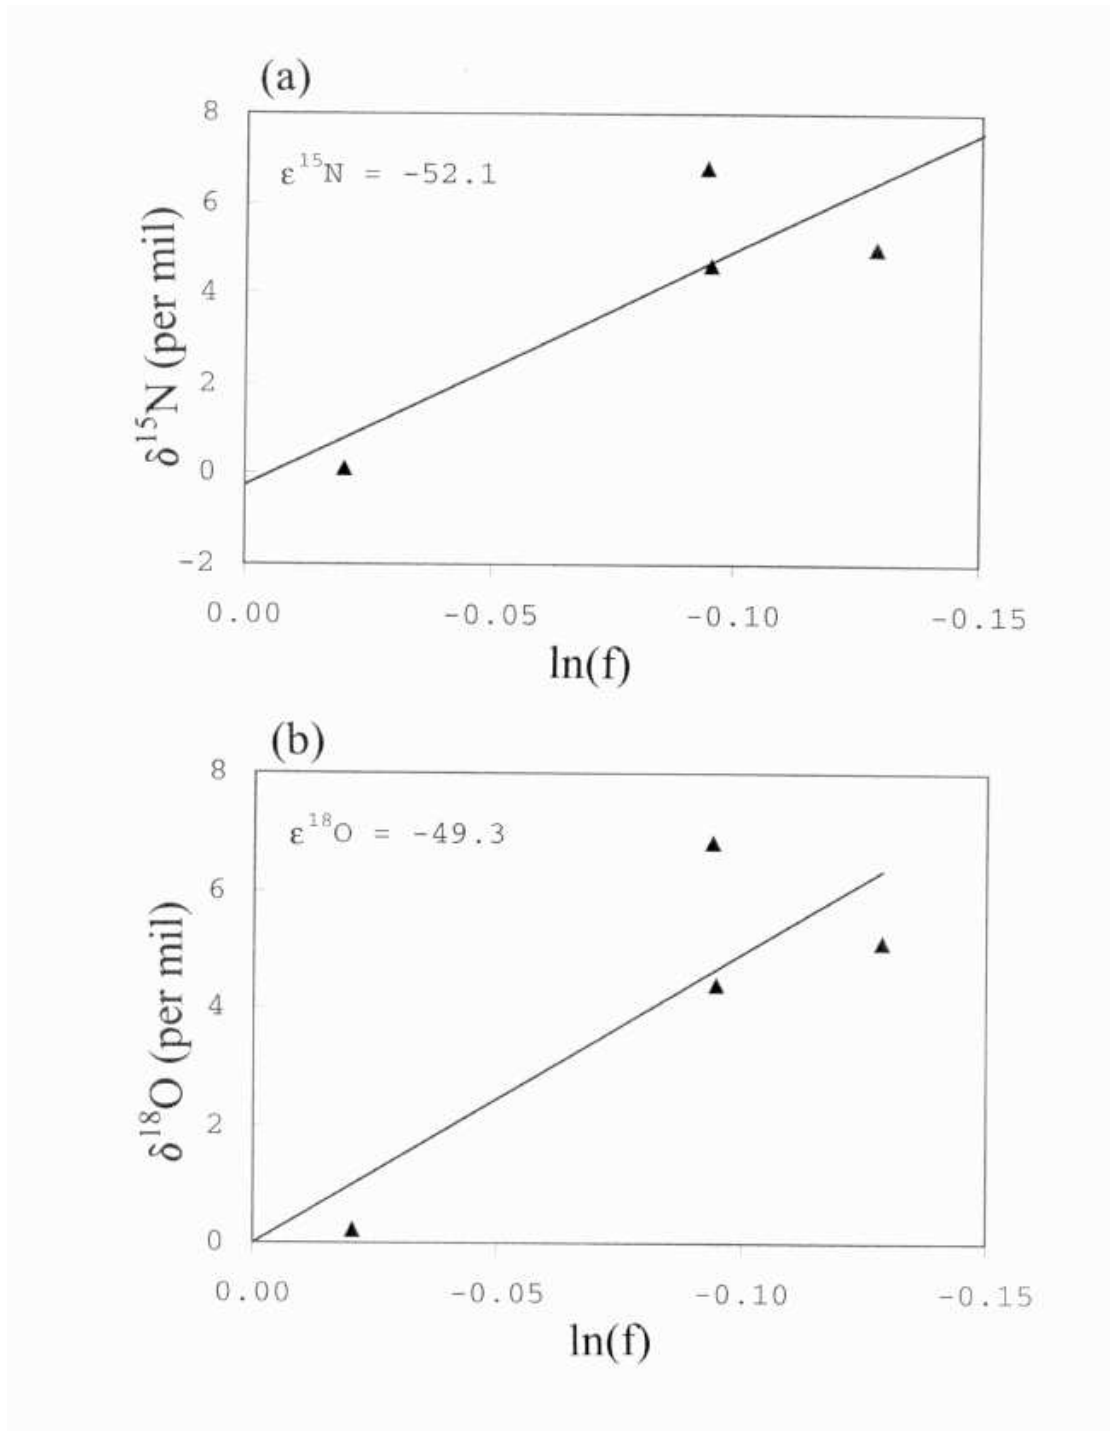 (a)
8
ε¹⁵N = -52.1
6
4
2
0
-2
δ¹⁵N (per mil)
0.00 -0.05 -0.10 -0.15
ln(f)
(b)
8
ε¹⁸O = -49.3
6
4
2
0
δ¹⁸O (per mil)
0.00 -0.05 -0.10 -0.15
ln(f)